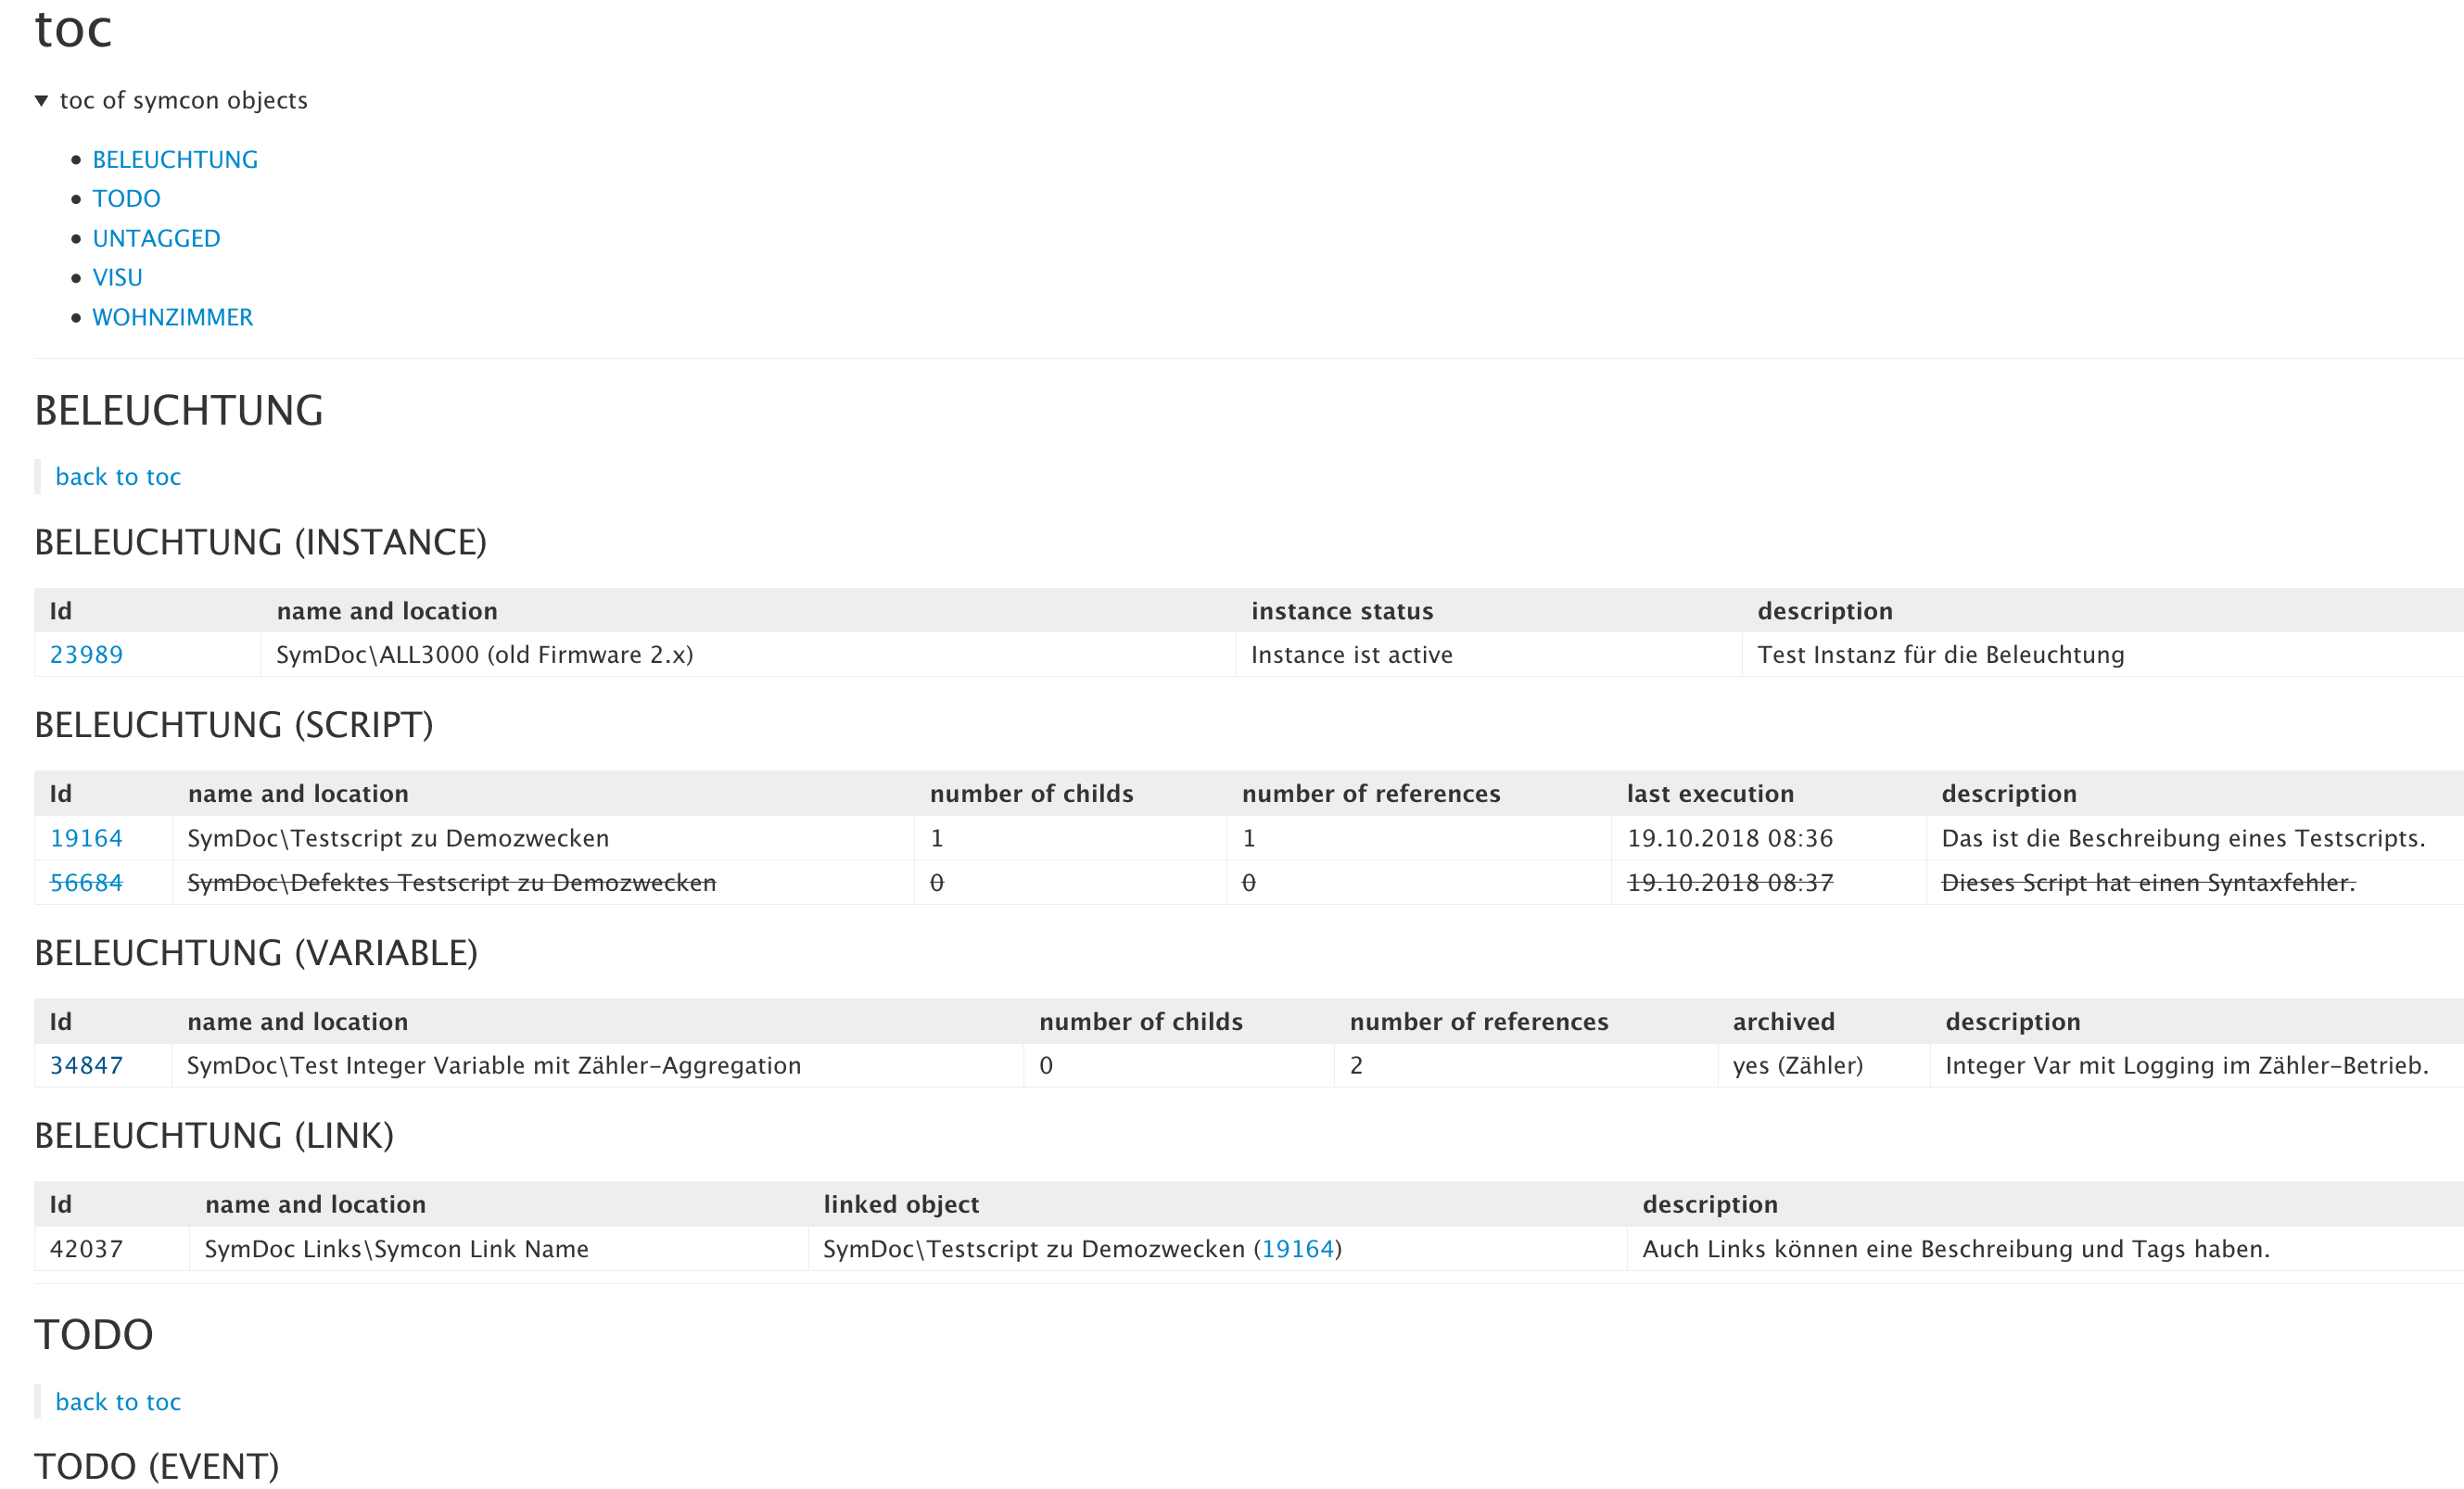 toc
▼ toc of symcon objects
• BELEUCHTUNG
• TODO
• UNTAGGED
• VISU
• WOHNZIMMER
BELEUCHTUNG
back to toc
BELEUCHTUNG (INSTANCE)
Id name and location instance status description
23989 SymDoc\ALL3000 (old Firmware 2.x) Instance ist active Test Instanz für die Beleuchtung
BELEUCHTUNG (SCRIPT)
Id name and location number of childs number of references last execution description
19164 SymDoc\Testscript zu Demozwecken 1 1 19.10.2018 08:36 Das ist die Beschreibung eines Testscripts.
56684 SymDoc\Defektes Testscript zu Demozwecken 0 0 19.10.2018 08:37 Dieses Script hat einen Syntaxfehler.
BELEUCHTUNG (VARIABLE)
Id name and location number of childs number of references archived description
34847 SymDoc\Test Integer Variable mit Zähler-Aggregation 0 2 yes (Zähler) Integer Var mit Logging im Zähler-Betrieb.
BELEUCHTUNG (LINK)
Id name and location linked object description
42037 SymDoc Links\Symcon Link Name SymDoc\Testscript zu Demozwecken (19164) Auch Links können eine Beschreibung und Tags haben.
TODO
back to toc
TODO (EVENT)